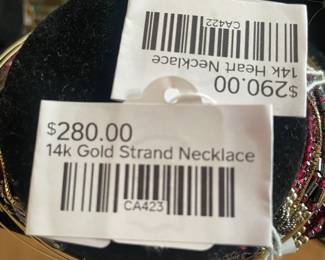 CA422
14k Heart Necklace
$290.00
$280.00
14k Gold Strand Necklace
CA423